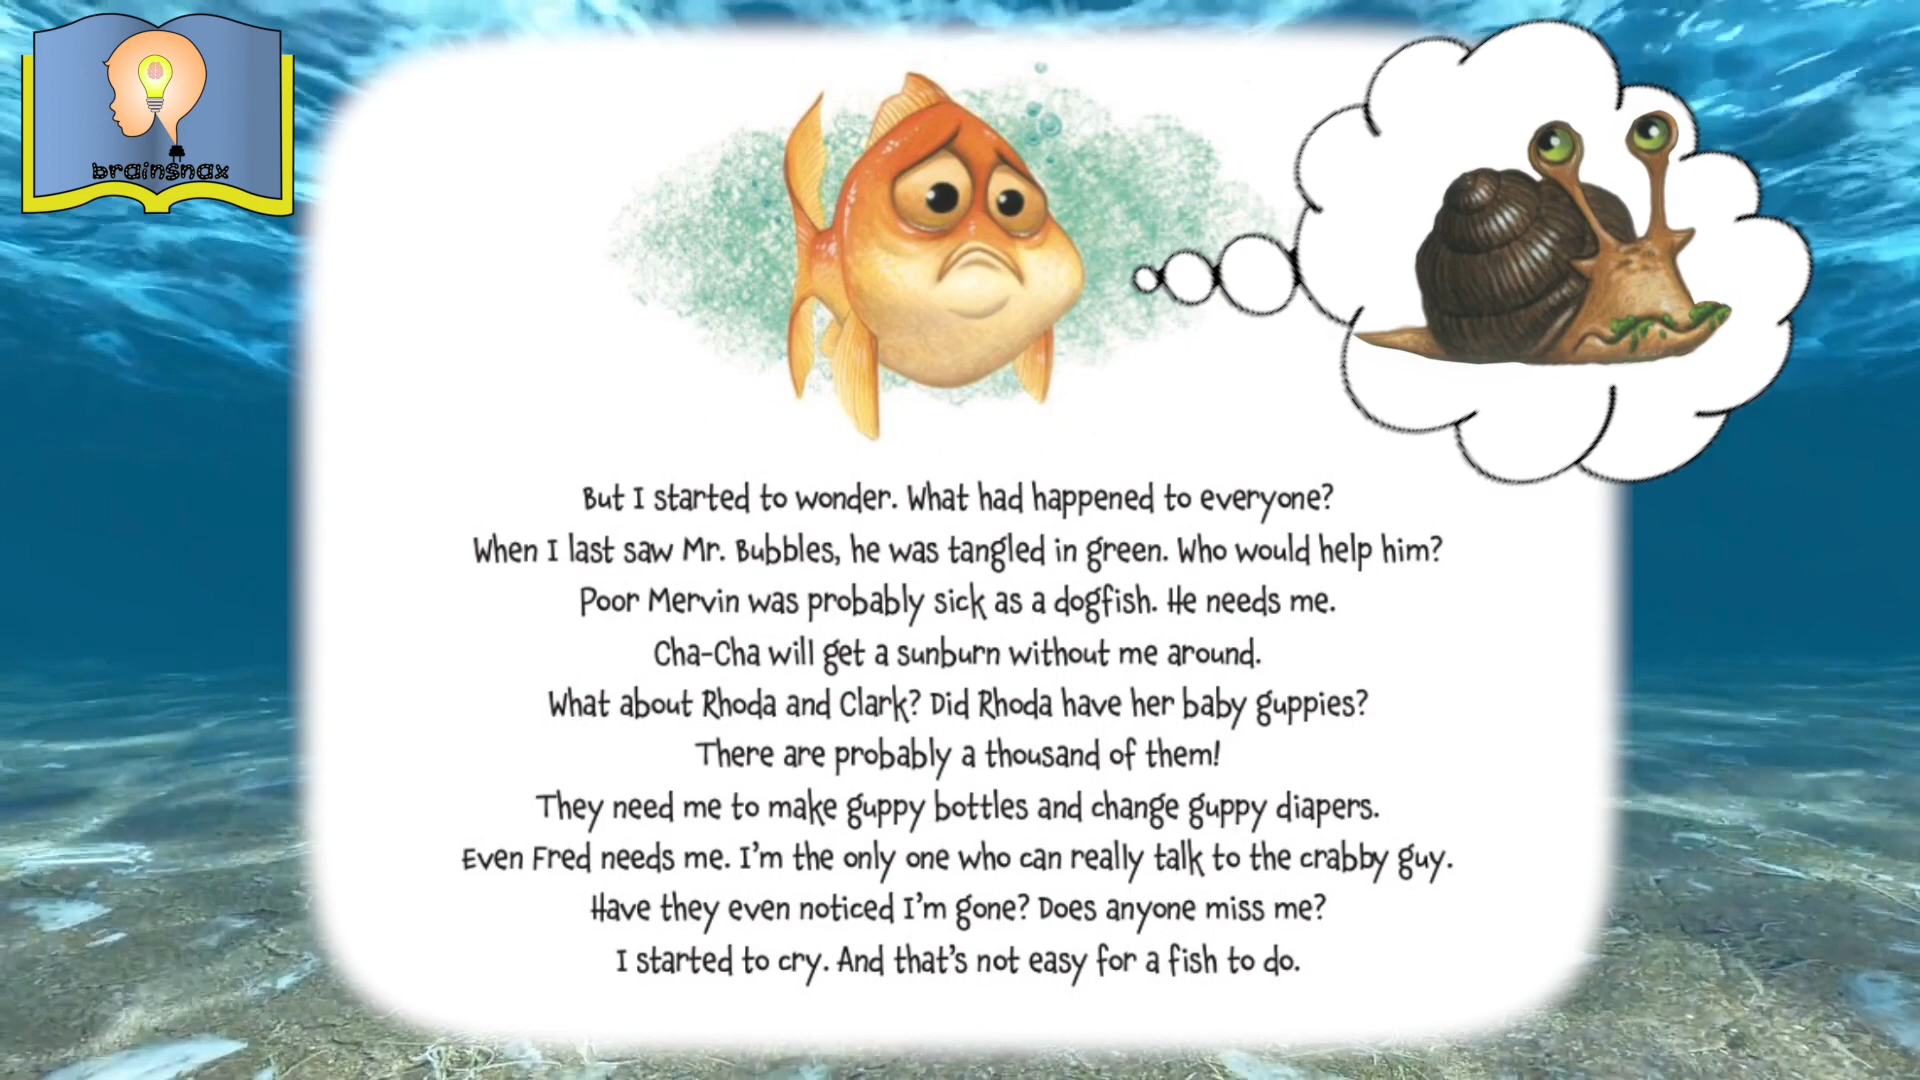 brainsnax
But I started to wonder. What had happened to everyone?
When I last saw Mr. Bubbles, he was tangled in green. Who would help him?
Poor Mervin was probably sick as a dogfish. He needs me.
Cha-Cha will get a sunburn without me around.
What about Rhoda and Clark? Did Rhoda have her baby guppies?
There are probably a thousand of them!
They need me to make guppy bottles and change guppy diapers.
Even Fred needs me. I'm the only one who can really talk to the crabby guy.
Have they even noticed I'm gone? Does anyone miss me?
I started to cry. And that's not easy for a fish to do.